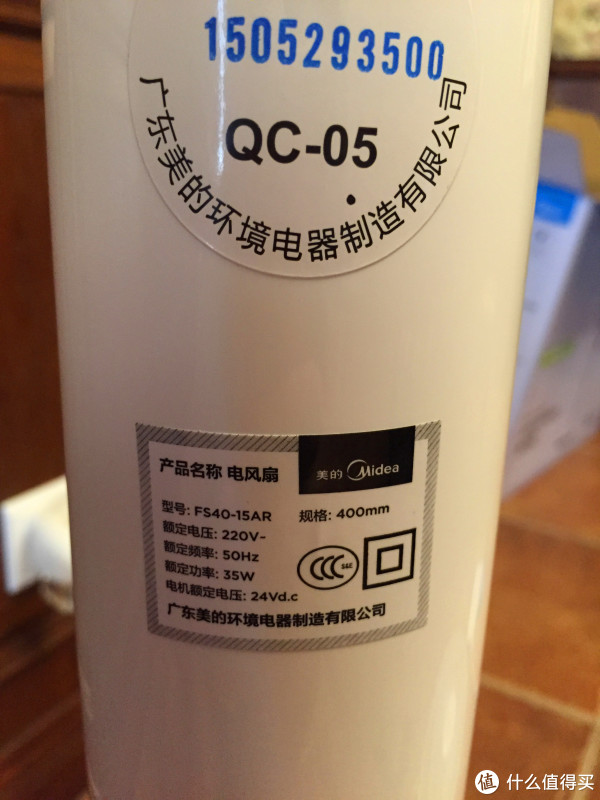 1505293500
QC-05
广东美的环境电器制造有限公司
产品名称 电风扇
美的 Midea
型号: FS40-15AR 规格: 400mm
额定电压: 220V~
额定频率: 50Hz
额定功率: 35W
CCC S&E
电机额定电压: 24Vd.c
广东美的环境电器制造有限公司
值 什么值得买